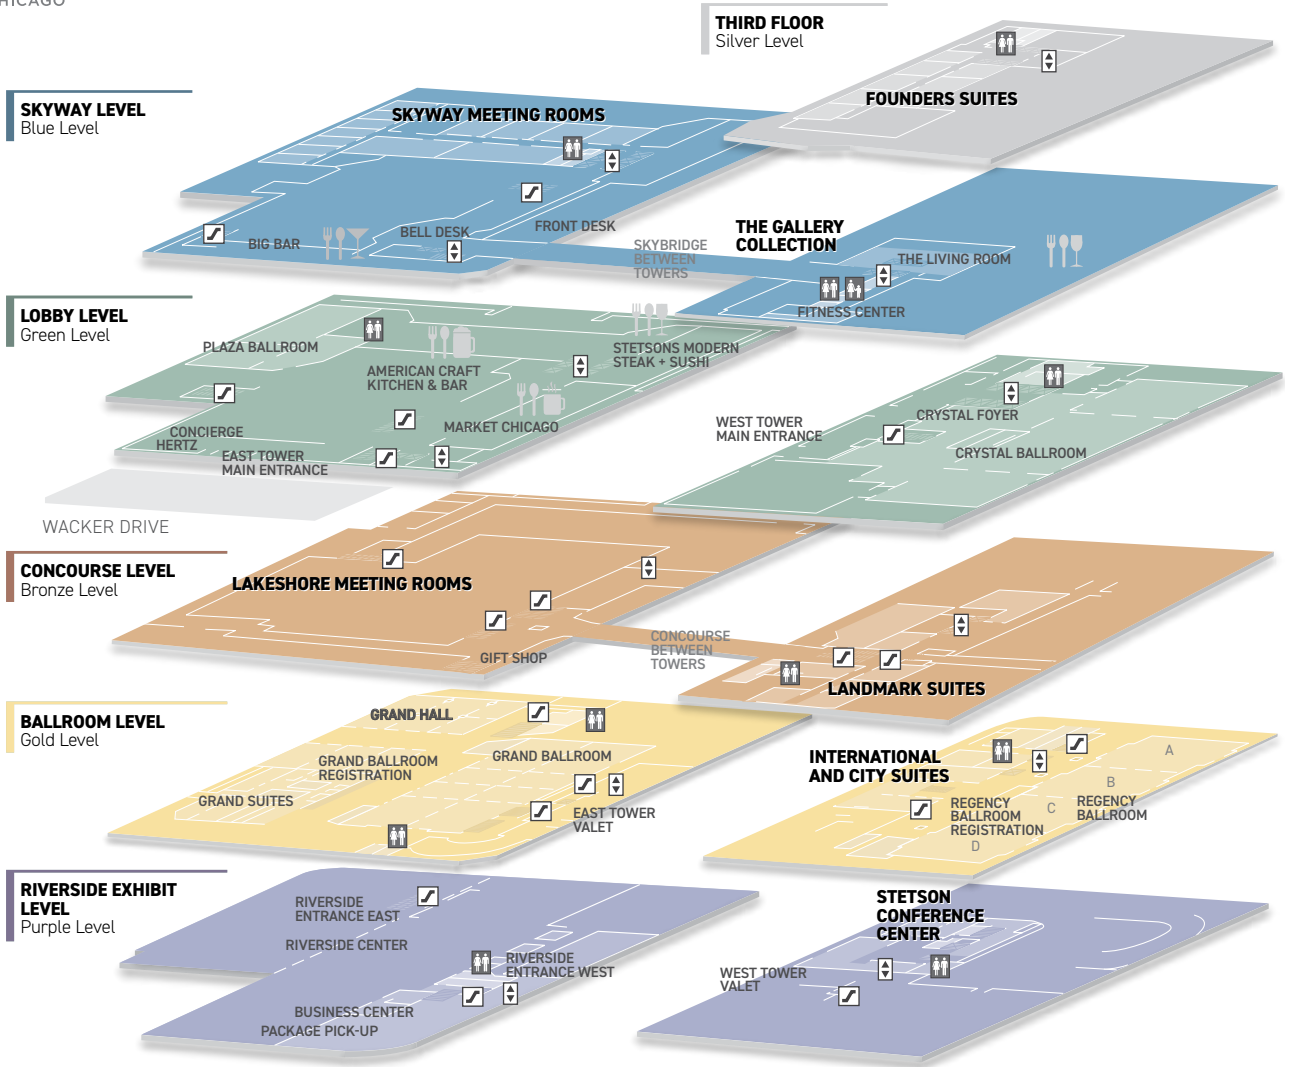 CHICAGO
THIRD FLOOR
Silver Level
FOUNDERS SUITES
SKYWAY LEVEL
Blue Level
SKYWAY MEETING ROOMS
BIG BAR
BELL DESK
FRONT DESK
SKYBRIDGE
BETWEEN
TOWERS
THE GALLERY
COLLECTION
THE LIVING ROOM
FITNESS CENTER
LOBBY LEVEL
Green Level
PLAZA BALLROOM
AMERICAN CRAFT
KITCHEN & BAR
STETSONS MODERN
STEAK + SUSHI
MARKET CHICAGO
CONCIERGE
HERTZ
EAST TOWER
MAIN ENTRANCE
WEST TOWER
MAIN ENTRANCE
CRYSTAL FOYER
CRYSTAL BALLROOM
WACKER DRIVE
CONCOURSE LEVEL
Bronze Level
LAKESHORE MEETING ROOMS
GIFT SHOP
CONCOURSE
BETWEEN
TOWERS
LANDMARK SUITES
BALLROOM LEVEL
Gold Level
GRAND HALL
GRAND BALLROOM
REGISTRATION
GRAND BALLROOM
GRAND SUITES
EAST TOWER
VALET
INTERNATIONAL
AND CITY SUITES
A
B
C
D
REGENCY
BALLROOM
REGISTRATION
REGENCY
BALLROOM
RIVERSIDE EXHIBIT
LEVEL
Purple Level
RIVERSIDE
ENTRANCE EAST
RIVERSIDE CENTER
RIVERSIDE
ENTRANCE WEST
BUSINESS CENTER
PACKAGE PICK-UP
STETSON
CONFERENCE
CENTER
WEST TOWER
VALET